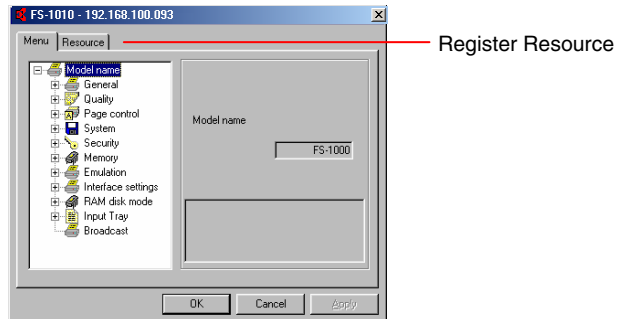 FS-1010 - 192.168.100.093
Menu
Resource
Register Resource
Model name
General
Quality
Page control
System
Security
Memory
Emulation
Interface settings
RAM disk mode
Input Tray
Broadcast
Model name
FS-1000
OK
Cancel
Apply